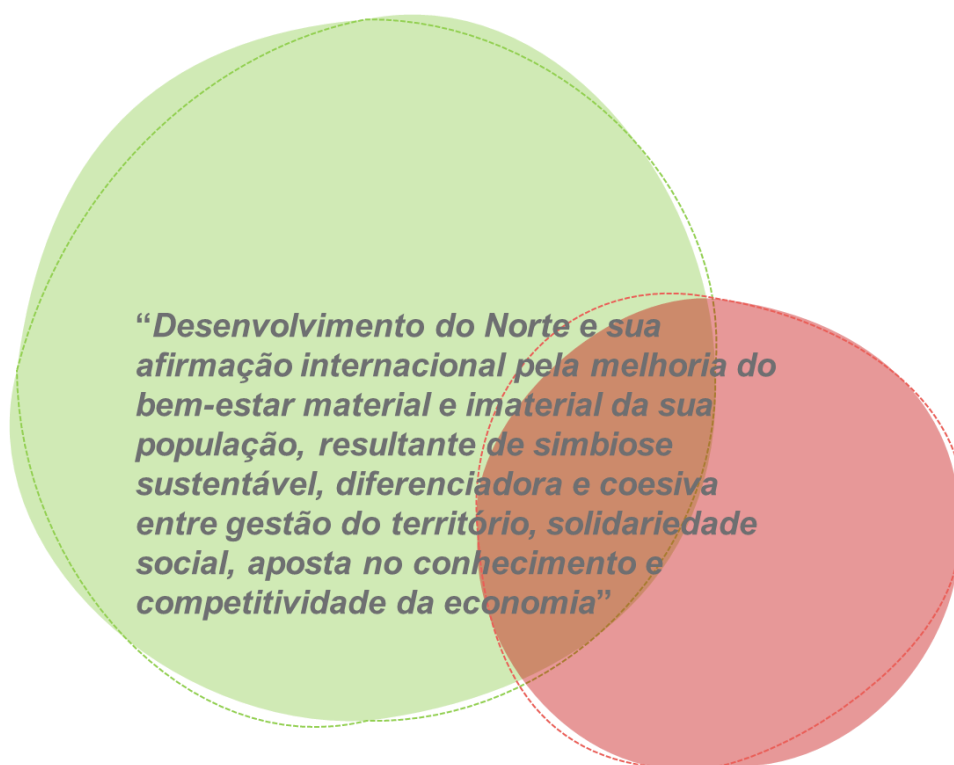 “Desenvolvimento do Norte e sua
afirmação internacional pela melhoria do
bem-estar material e imaterial da sua
população, resultante de simbiose
sustentável, diferenciadora e coesiva
entre gestão do território, solidariedade
social, aposta no conhecimento e
competitividade da economia”